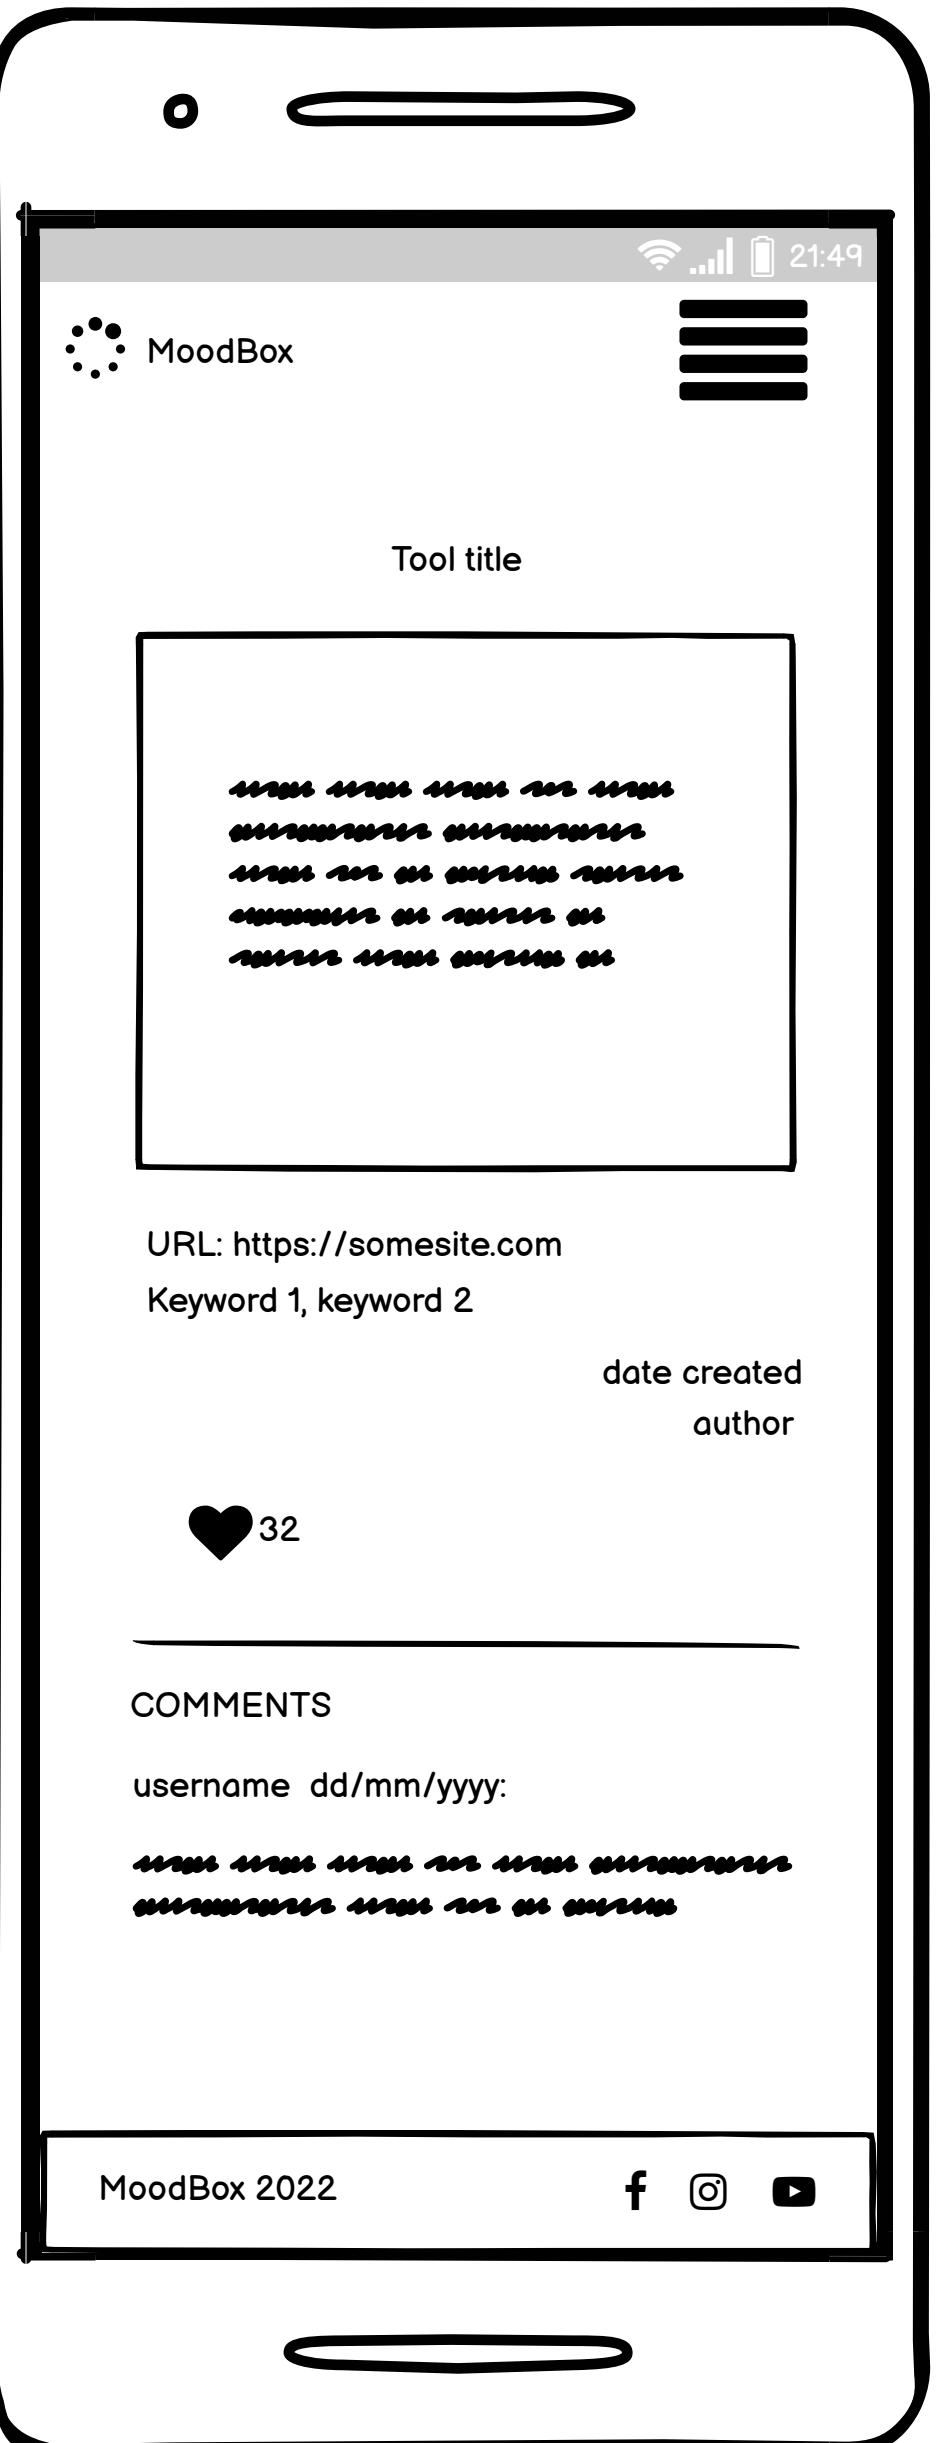 21:49
MoodBox
Tool title
URL: https://somesite.com
Keyword 1, keyword 2
date created
author
32
COMMENTS
username dd/mm/yyyy:
MoodBox 2022